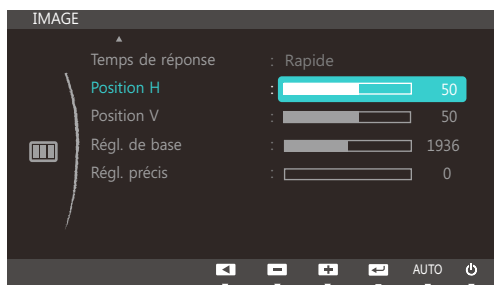 IMAGE
Temps de réponse : Rapide
Position H : 50
Position V : 50
Régl. de base : 1936
Régl. précis : 0
AUTO